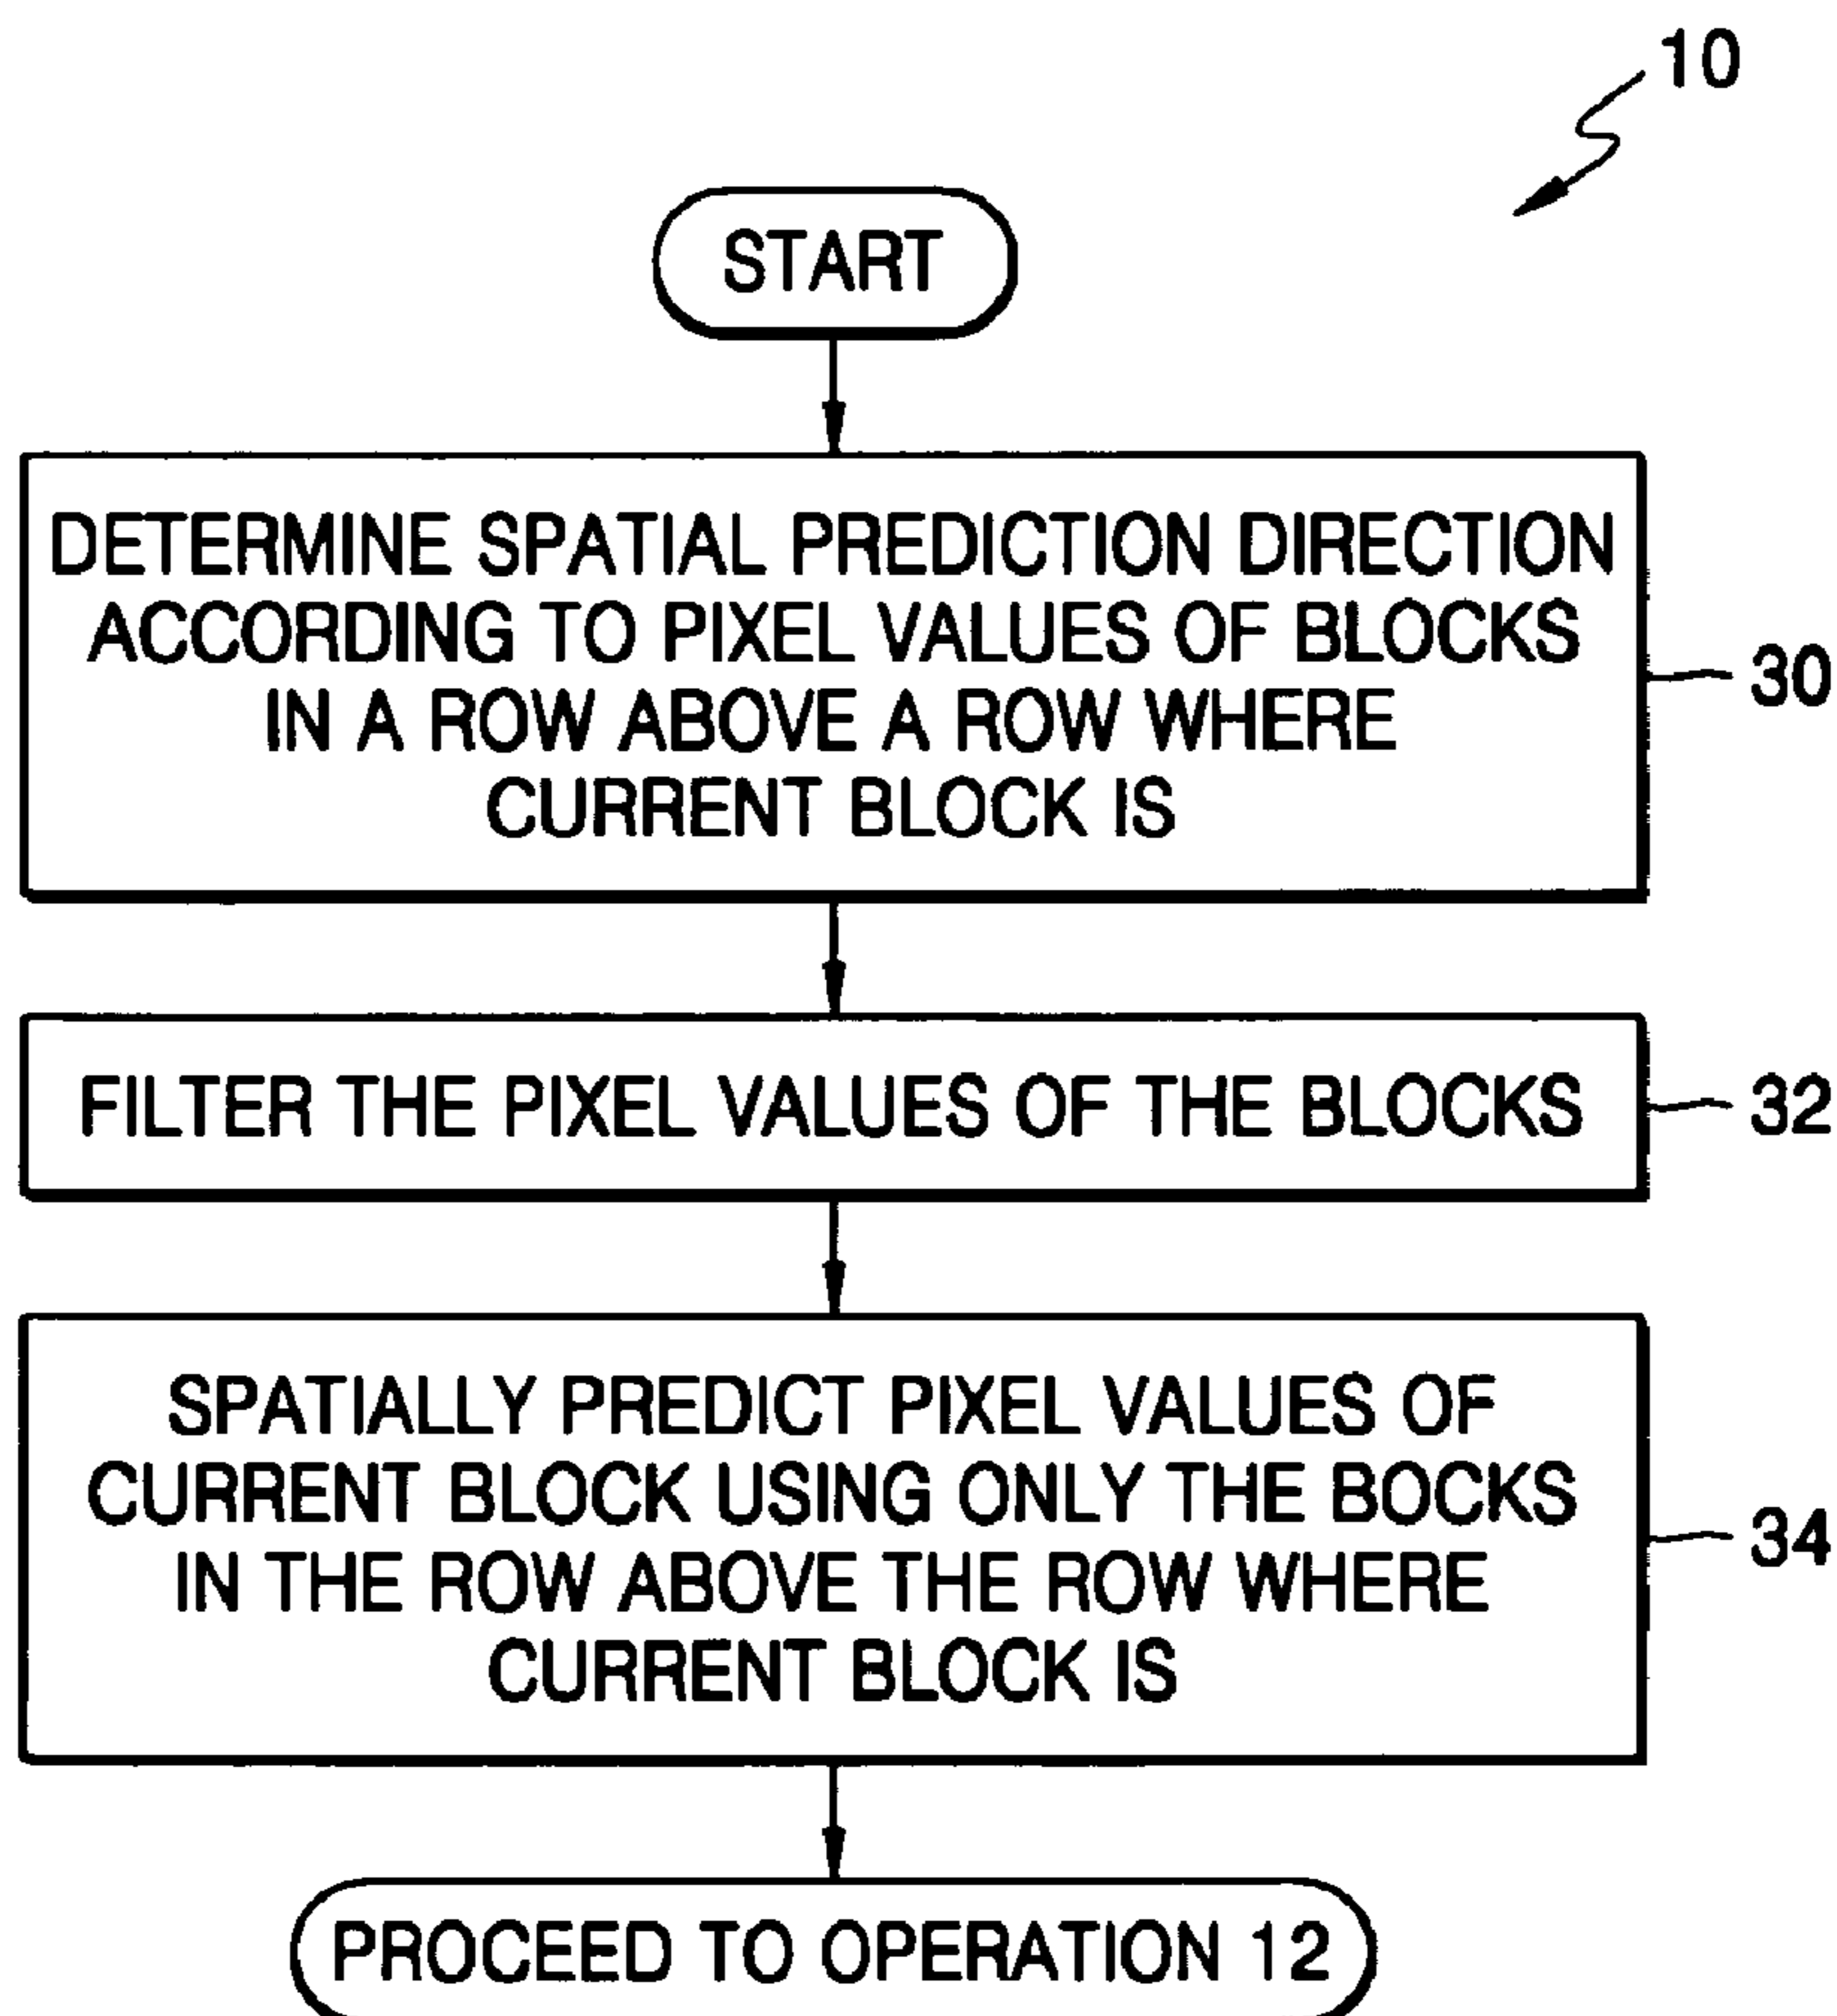 10
START
DETERMINE SPATIAL PREDICTION DIRECTION
ACCORDING TO PIXEL VALUES OF BLOCKS
IN A ROW ABOVE A ROW WHERE
CURRENT BLOCK IS
30
FILTER THE PIXEL VALUES OF THE BLOCKS
32
SPATIALLY PREDICT PIXEL VALUES OF
CURRENT BLOCK USING ONLY THE BOCKS
IN THE ROW ABOVE THE ROW WHERE
CURRENT BLOCK IS
34
PROCEED TO OPERATION 12